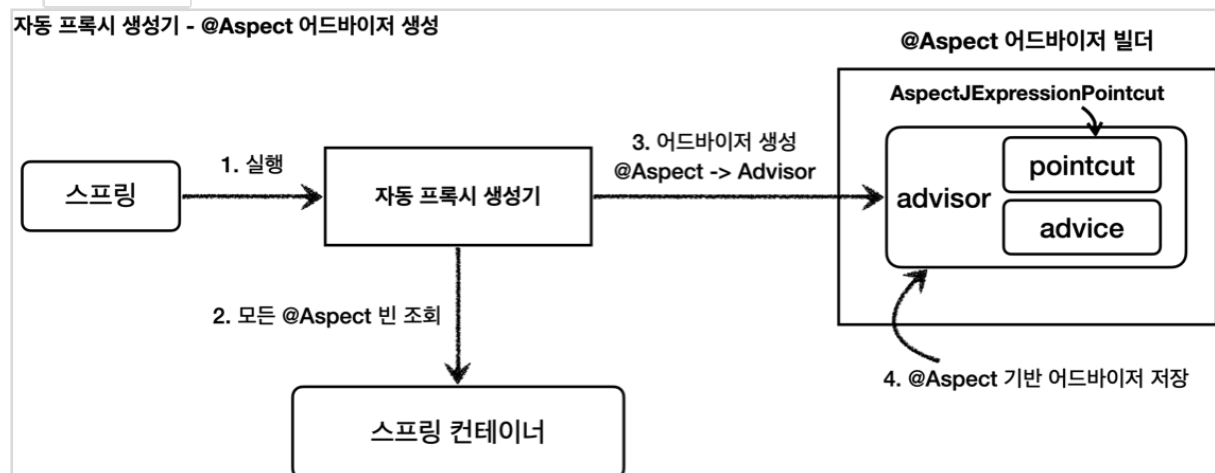 자동 프록시 생성기 - @Aspect 어드바이저 생성
@Aspect 어드바이저 빌더
AspectJExpressionPointcut
3. 어드바이저 생성
@Aspect -> Advisor
1. 실행
스프링
자동 프록시 생성기
advisor
pointcut
advice
2. 모든 @Aspect 빈 조회
4. @Aspect 기반 어드바이저 저장
스프링 컨테이너